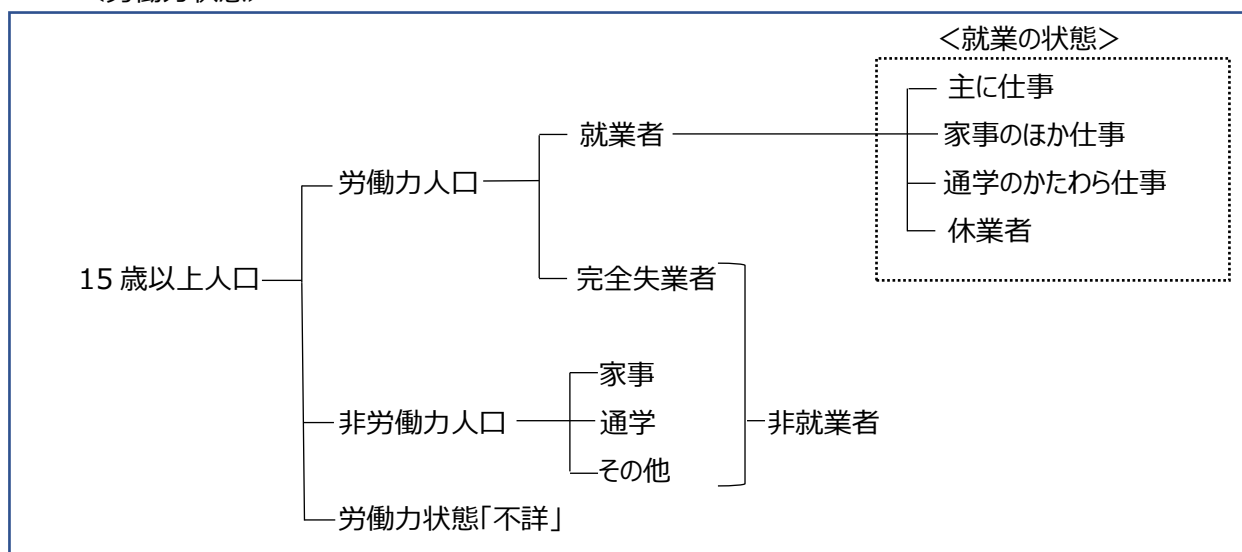 <就業の状態>
主に仕事
就業者
家事のほか仕事
労働力人口
通学のかたわら仕事
休業者
15 歳以上人口
完全失業者
家事
非労働力人口
通学
非就業者
その他
労働力状態「不詳」